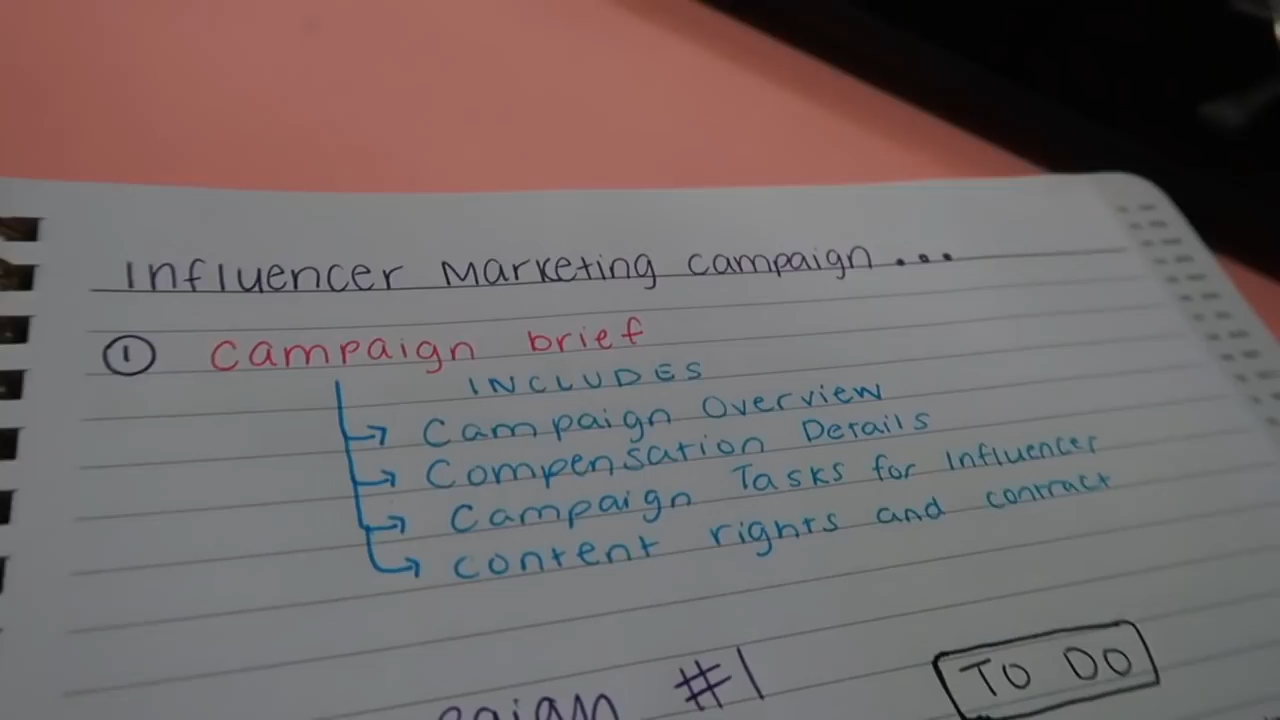 Influencer Marketing campaign...
① campaign brief
INCLUDES
Campaign Overview
Compensation Details
Campaign Tasks for Influencer
content rights and contract
#1
TO DO